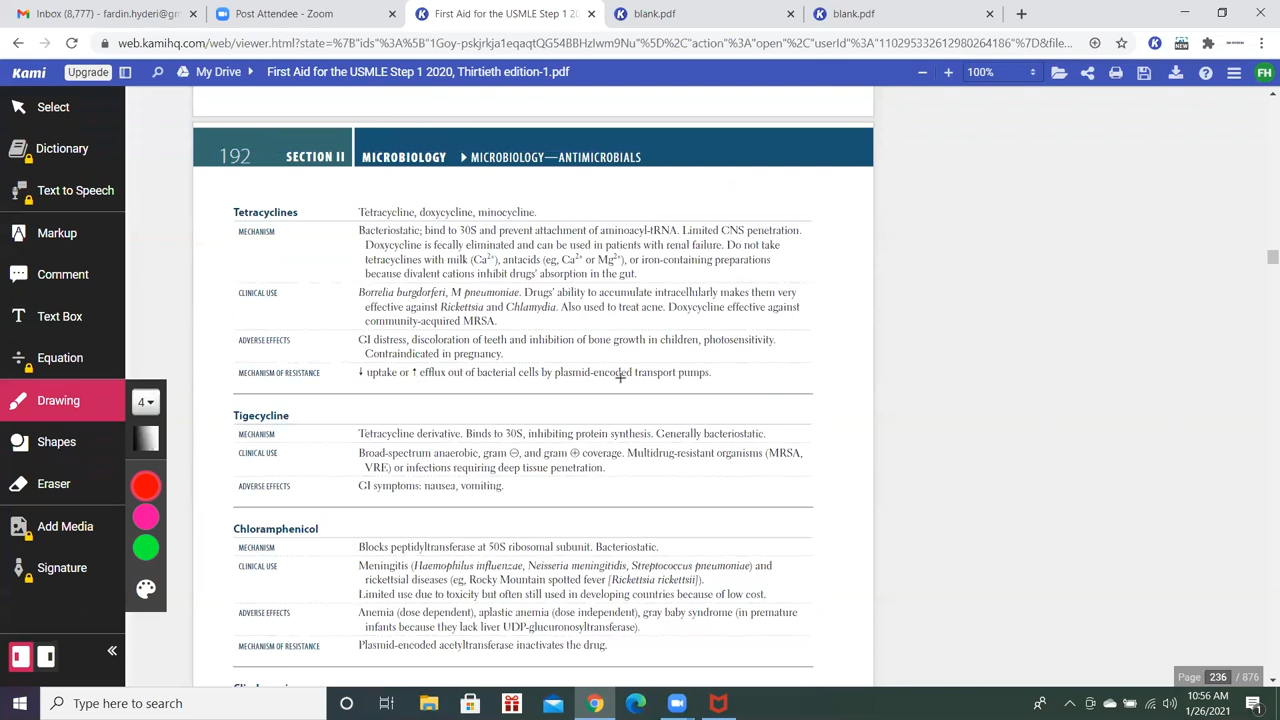 Inbox (8,777) - fardin.hyderi@gm
Post Attendee - Zoom
First Aid for the USMLE Step 1 20
blank.pdf
blank.pdf
web.kamihq.com/web/viewer.html?state=%7B"ids"%3A%5B"1Goy-pskjrkja1eqaqtQG54BBHzIwm9Nu"%5D%2C"action"%3A"open"%2C"userId"%3A"110295332612980264186"%7D&file...
Kami
Upgrade
My Drive
First Aid for the USMLE Step 1 2020, Thirtieth edition-1.pdf
100%
FH
Select
Dictionary
Text to Speech
Markup
Comment
Text Box
Equation
Drawing
Shapes
Eraser
Add Media
Signature
4
192 SECTION II MICROBIOLOGY ▶ MICROBIOLOGY—ANTIMICROBIALS
Tetracyclines Tetracycline, doxycycline, minocycline.
MECHANISM Bacteriostatic; bind to 30S and prevent attachment of aminoacyl-tRNA. Limited CNS penetration.
Doxycycline is fecally eliminated and can be used in patients with renal failure. Do not take
tetracyclines with milk (Ca2+), antacids (eg, Ca2+ or Mg2+), or iron-containing preparations
because divalent cations inhibit drugs' absorption in the gut.
CLINICAL USE Borrelia burgdorferi, M pneumoniae. Drugs' ability to accumulate intracellularly makes them very
effective against Rickettsia and Chlamydia. Also used to treat acne. Doxycycline effective against
community-acquired MRSA.
ADVERSE EFFECTS GI distress, discoloration of teeth and inhibition of bone growth in children, photosensitivity.
Contraindicated in pregnancy.
MECHANISM OF RESISTANCE ↓ uptake or ↑ efflux out of bacterial cells by plasmid-encoded transport pumps.
Tigecycline
MECHANISM Tetracycline derivative. Binds to 30S, inhibiting protein synthesis. Generally bacteriostatic.
CLINICAL USE Broad-spectrum anaerobic, gram ⊖, and gram ⊕ coverage. Multidrug-resistant organisms (MRSA,
VRE) or infections requiring deep tissue penetration.
ADVERSE EFFECTS GI symptoms: nausea, vomiting.
Chloramphenicol
MECHANISM Blocks peptidyltransferase at 50S ribosomal subunit. Bacteriostatic.
CLINICAL USE Meningitis (Haemophilus influenzae, Neisseria meningitidis, Streptococcus pneumoniae) and
rickettsial diseases (eg, Rocky Mountain spotted fever [Rickettsia rickettsii]).
Limited use due to toxicity but often still used in developing countries because of low cost.
ADVERSE EFFECTS Anemia (dose dependent), aplastic anemia (dose independent), gray baby syndrome (in premature
infants because they lack liver UDP-glucuronosyltransferase).
MECHANISM OF RESISTANCE Plasmid-encoded acetyltransferase inactivates the drug.
Page 236 / 876
Type here to search
10:56 AM
1/26/2021